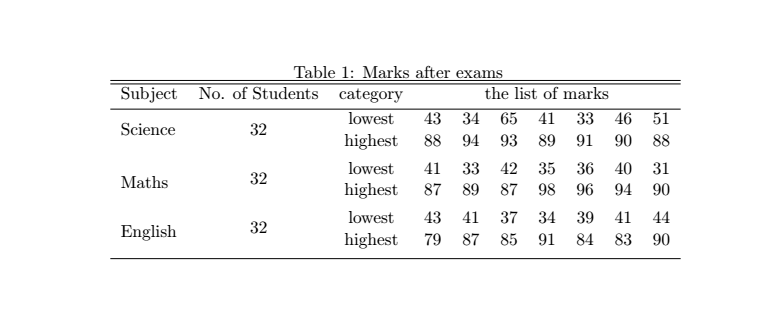 Table 1: Marks after exams
Subject No. of Students category the list of marks
Science 32 lowest 43 34 65 41 33 46 51
highest 88 94 93 89 91 90 88
Maths 32 lowest 41 33 42 35 36 40 31
highest 87 89 87 98 96 94 90
English 32 lowest 43 41 37 34 39 41 44
highest 79 87 85 91 84 83 90